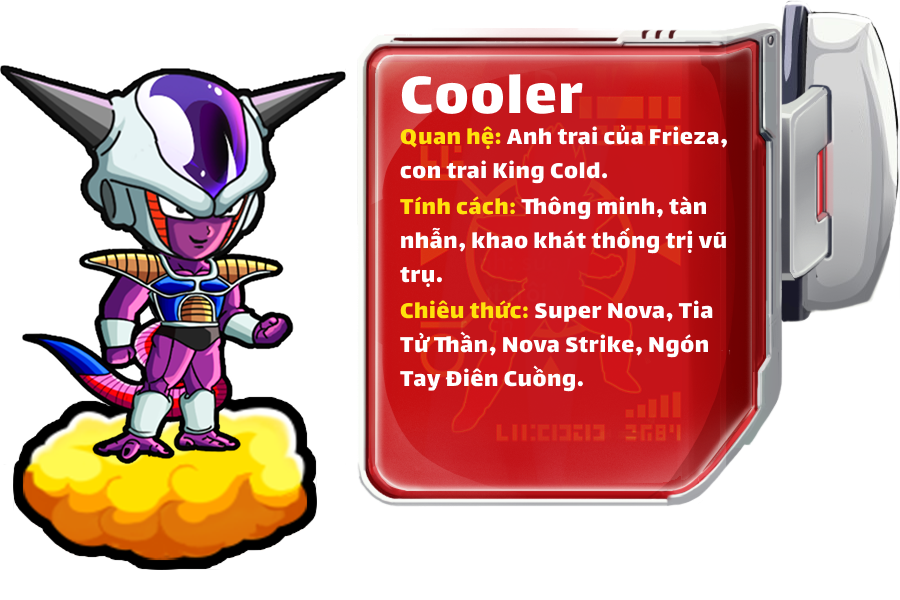 Cooler
Quan hệ: Anh trai của Frieza,
con trai King Cold.
Tính cách: Thông minh, tàn
nhẫn, khao khát thống trị vũ
trụ.
Chiêu thức: Super Nova, Tia
Tử Thần, Nova Strike, Ngón
Tay Điên Cuồng.